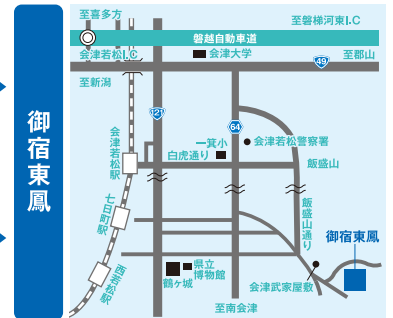 御宿東鳳
至喜多方
至磐梯河東I.C
磐越自動車道
会津若松I.C
会津大学
49
至郡山
至新潟
121
64
会津若松駅
一箕小
会津若松警察署
白虎通り
飯盛山
七日町駅
飯盛山通り
西若松駅
県立
博物館
鶴ヶ城
御宿東鳳
会津武家屋敷
至南会津